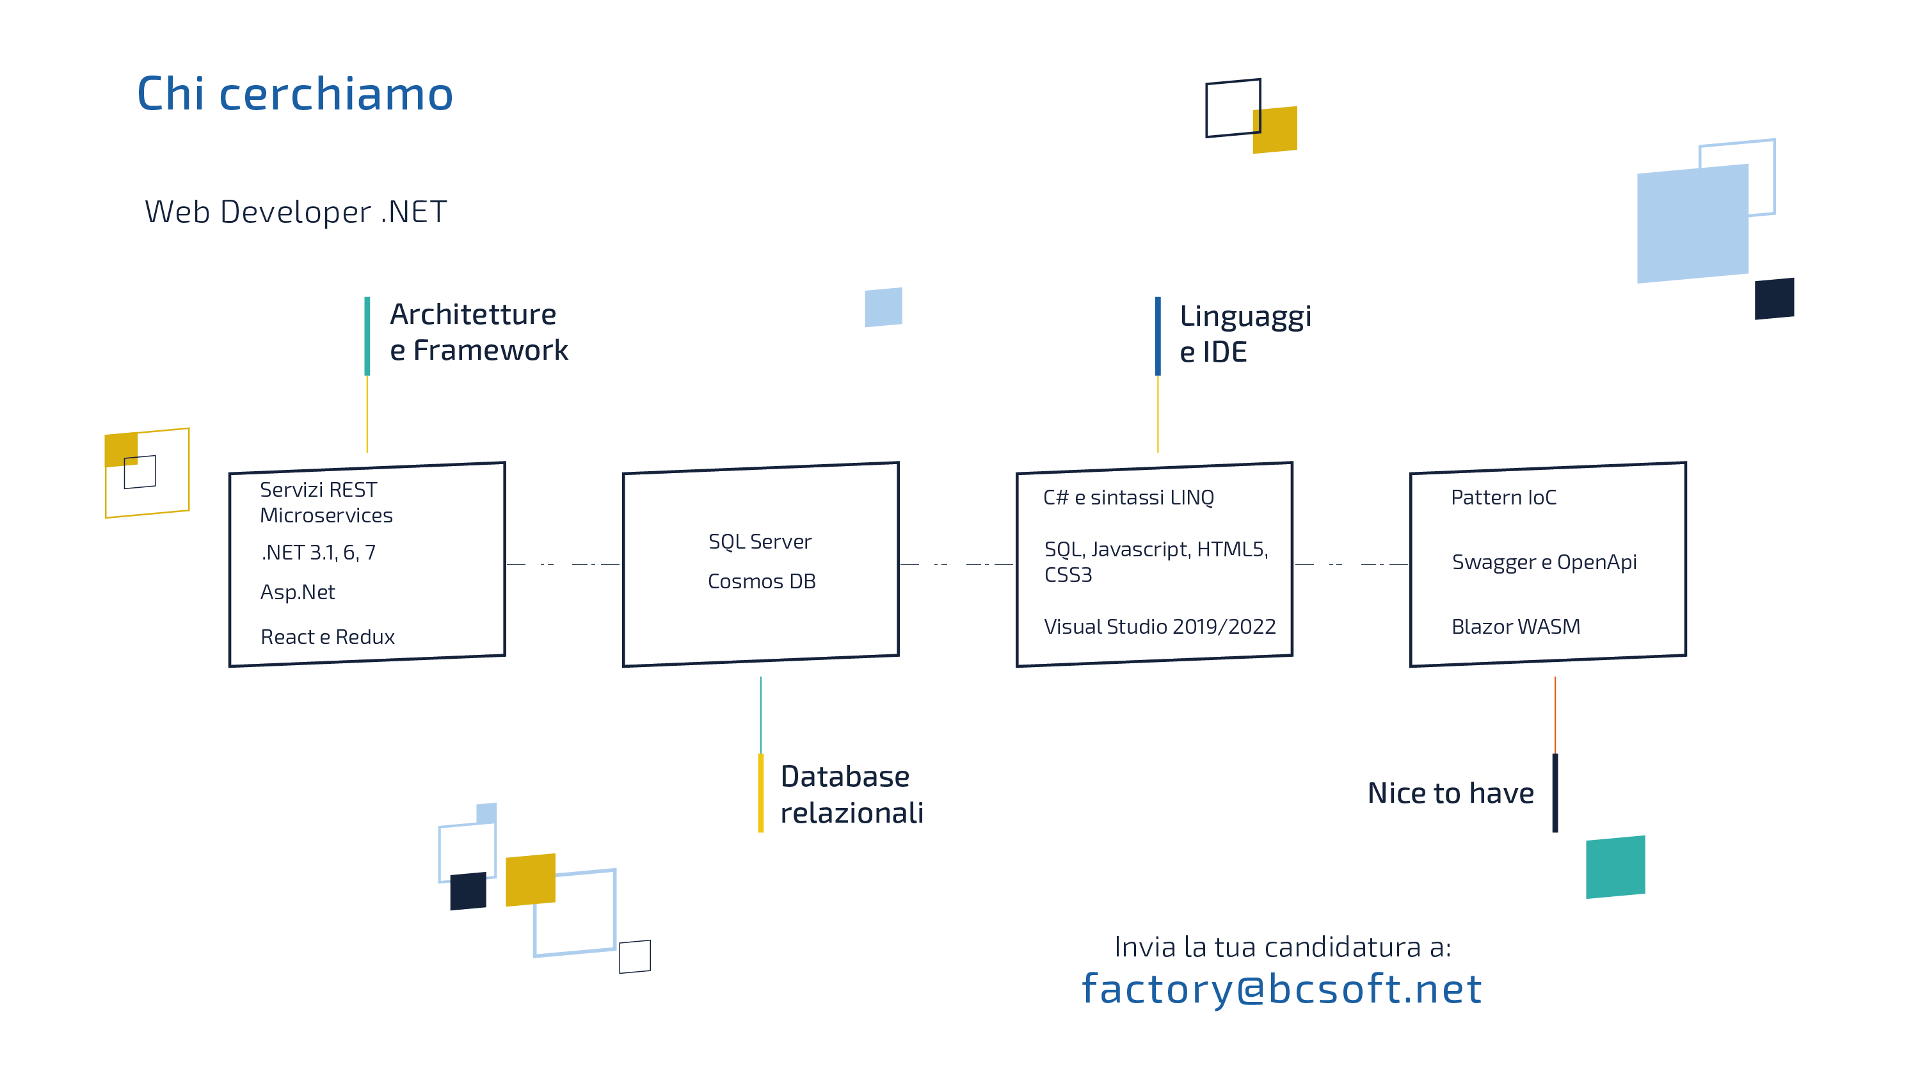 Chi cerchiamo
Web Developer .NET
Architetture
e Framework
Servizi REST
Microservices
.NET 3.1, 6, 7
Asp.Net
React e Redux
SQL Server
Cosmos DB
Database
relazionali
Linguaggi
e IDE
C# e sintassi LINQ
SQL, Javascript, HTML5,
CSS3
Visual Studio 2019/2022
Pattern IoC
Swagger e OpenApi
Blazor WASM
Nice to have
Invia la tua candidatura a:
factory@bcsoft.net